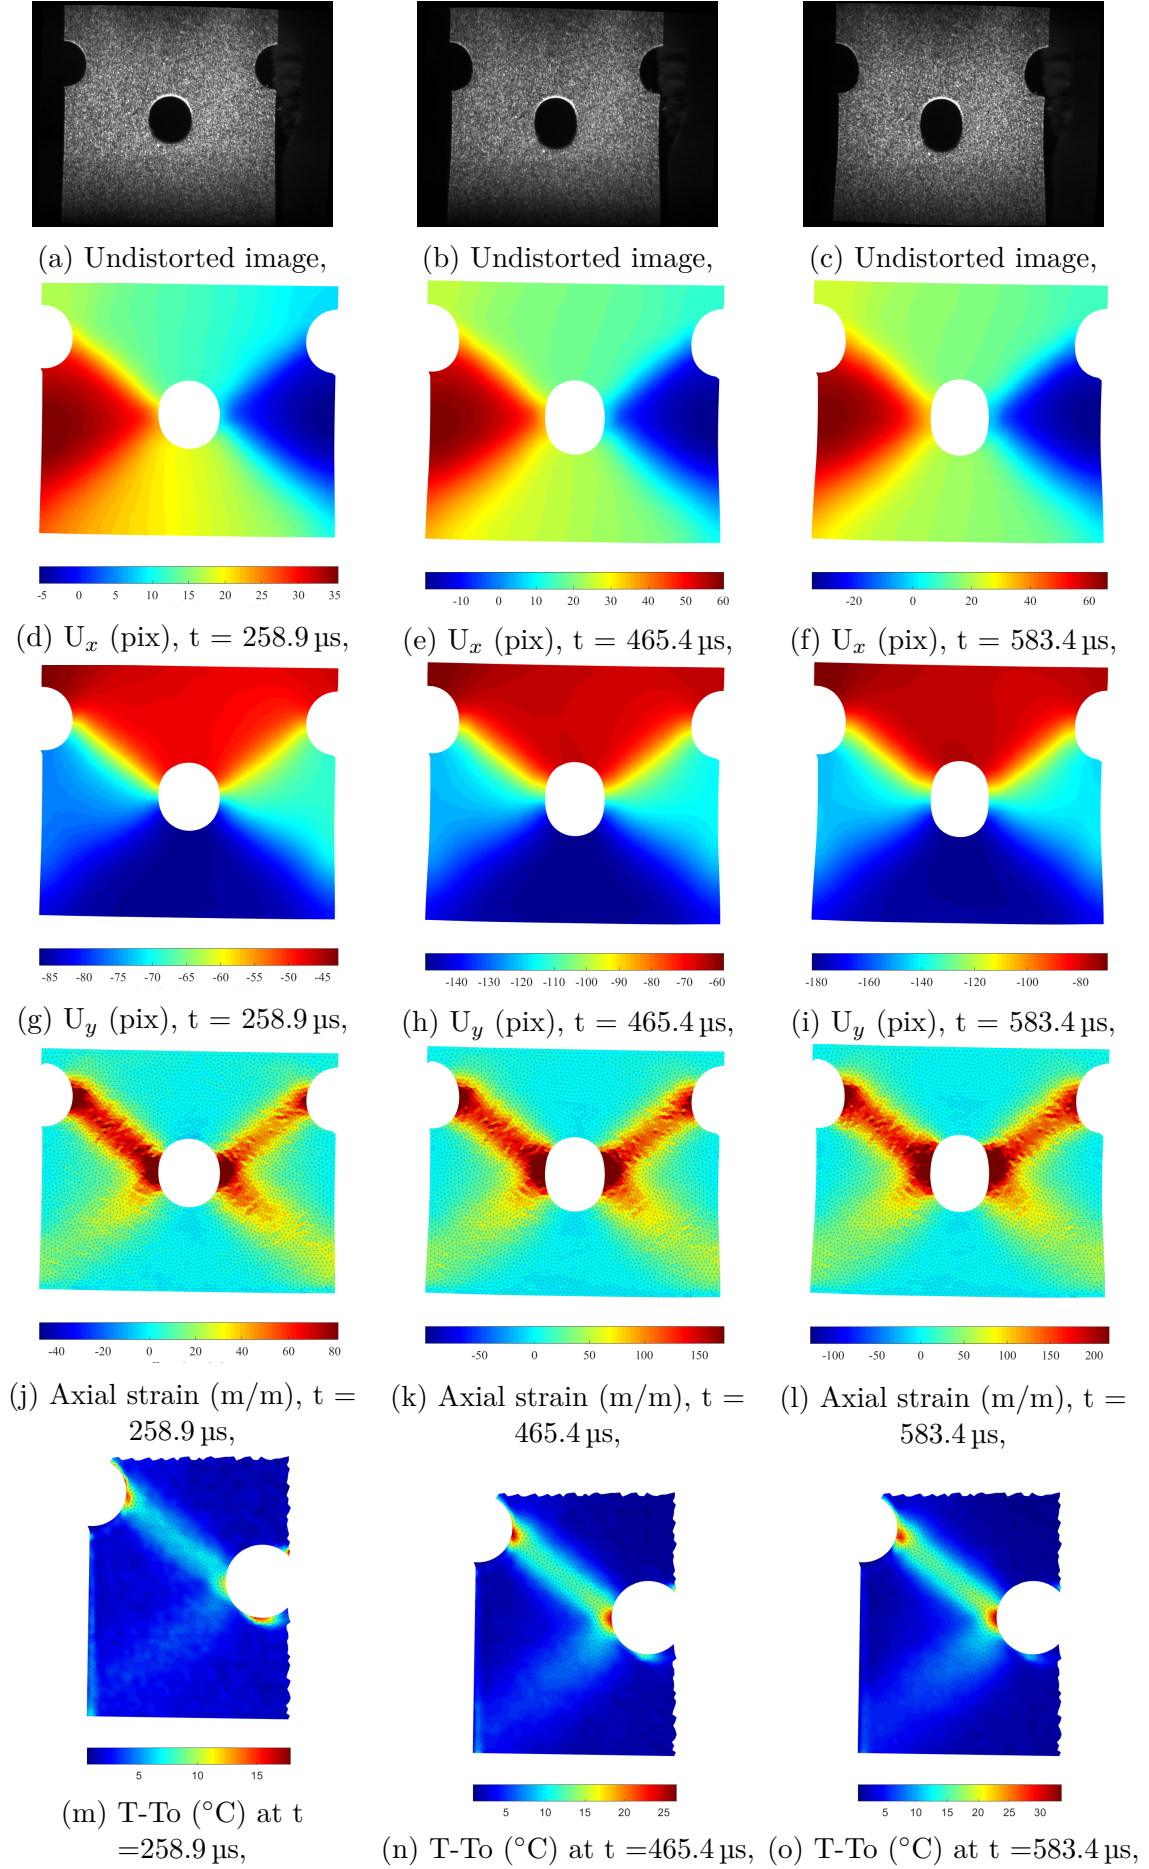 (a) Undistorted image,
(b) Undistorted image,
(c) Undistorted image,
-5 0 5 10 15 20 25 30 35
-10 0 10 20 30 40 50 60
-20 0 20 40 60
(d) Uₓ (pix), t = 258.9 µs,
(e) Uₓ (pix), t = 465.4 µs,
(f) Uₓ (pix), t = 583.4 µs,
-85 -80 -75 -70 -65 -60 -55 -50 -45
-140 -130 -120 -110 -100 -90 -80 -70 -60
-180 -160 -140 -120 -100 -80
(g) U_y (pix), t = 258.9 µs,
(h) U_y (pix), t = 465.4 µs,
(i) U_y (pix), t = 583.4 µs,
-40 -20 0 20 40 60 80
-50 0 50 100 150
-100 -50 0 50 100 150 200
(j) Axial strain (m/m), t =
258.9 µs,
(k) Axial strain (m/m), t =
465.4 µs,
(l) Axial strain (m/m), t =
583.4 µs,
5 10 15
5 10 15 20 25
5 10 15 20 25 30
(m) T-To (°C) at t
=258.9 µs,
(n) T-To (°C) at t =465.4 µs,
(o) T-To (°C) at t =583.4 µs,